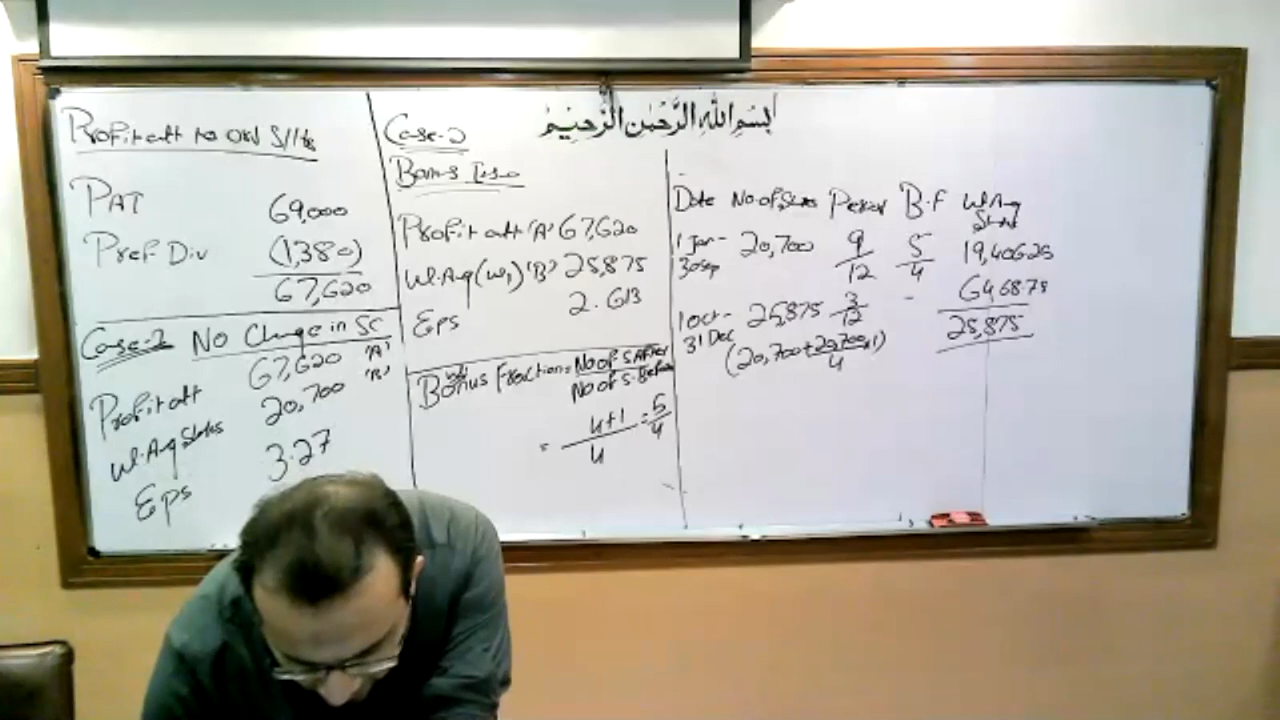 بسم الله الرحمن الرحيم
Profit att to Ord S/Hs
PAT 69,000
Pref. Div (1,380)
67,620
Case-1 No Change in SC
Profit att 67,620 'A'
Wt. Avg Shares 20,700 'B'
Eps 3.27
Case-2
Bonus Issue
Profit att 'A' 67,620
Wt. Avg (W1) 'B' 25,875
Eps 2.613
Bonus Fraction = No of S. After
No of S. Before
= 4+1 = 5
4 4
Date No. of Shares Period B.F Wt. Avg Shares
1 Jan - 30 Sep 20,700 9/12 5/4 19,406.25
1 Oct - 31 Dec 25,875 3/12 - 6468.75
(20,700 + 20,700 x 1) 25,875
4